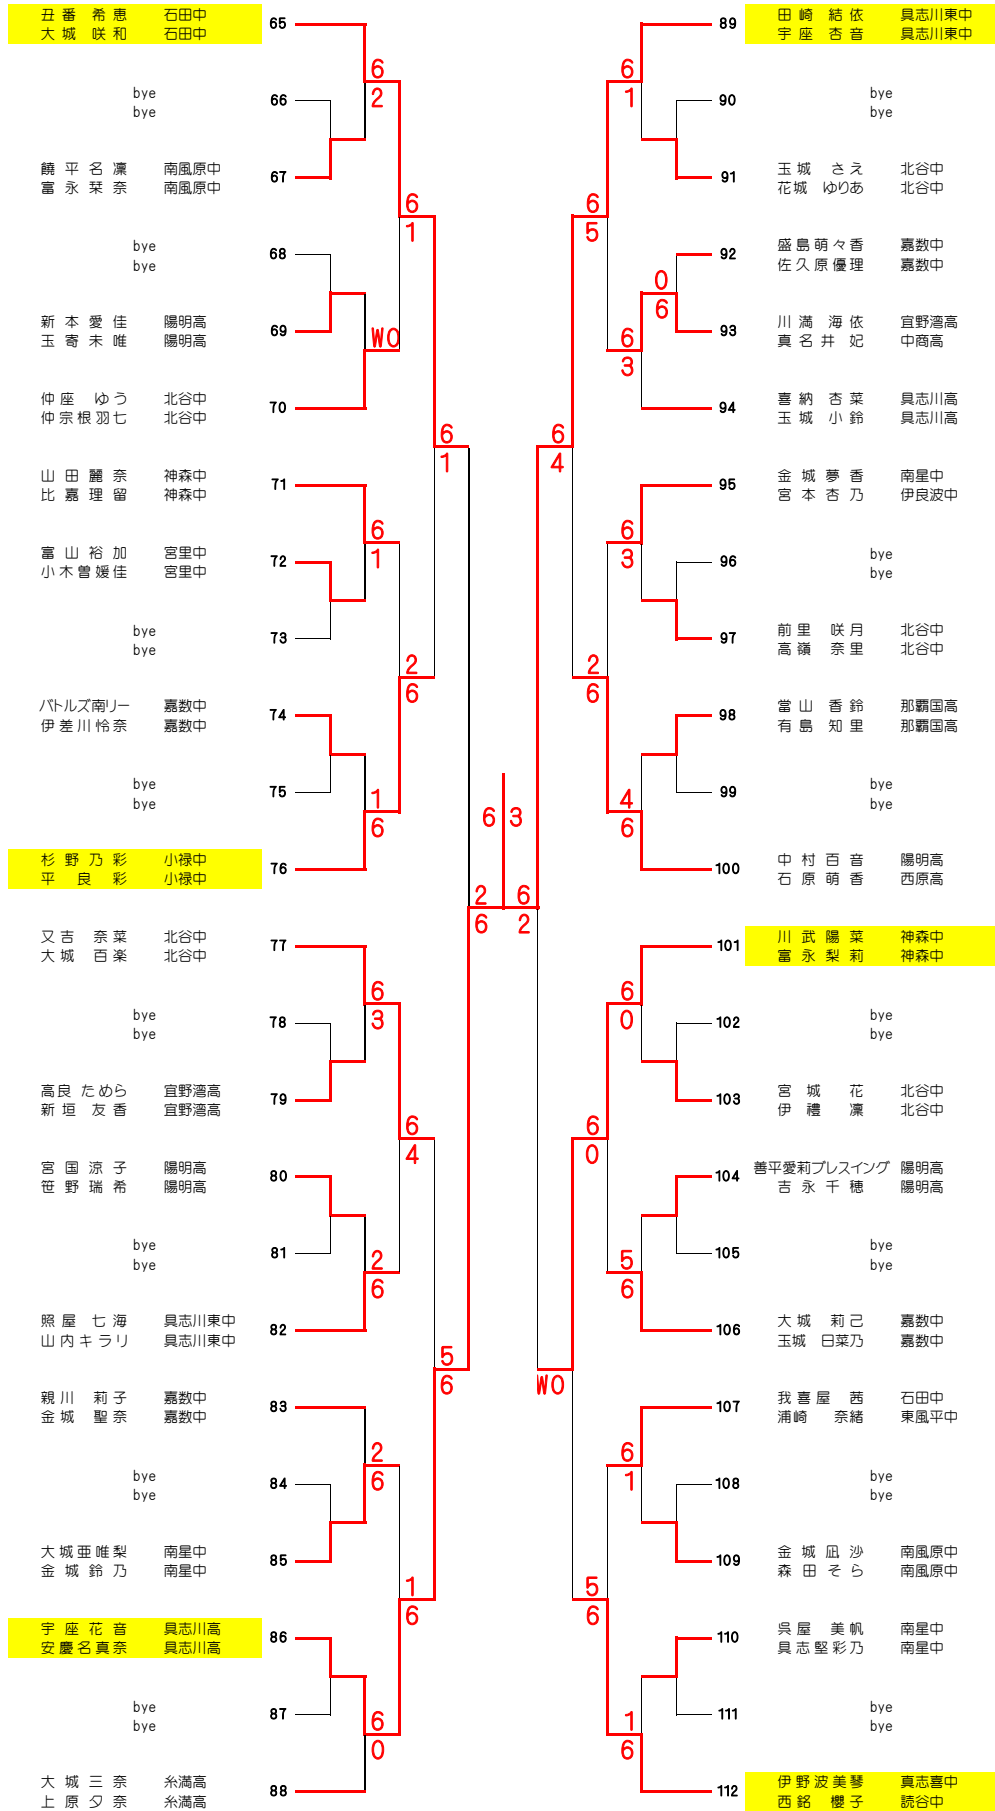 丑番 希恵 石田中
大城 咲和 石田中
65
bye
bye
66
饒平名 凜 南風原中
富永 栞奈 南風原中
67
bye
bye
68
新本 愛佳 陽明高
玉寄 未唯 陽明高
69
仲座 ゆう 北谷中
仲宗根羽七 北谷中
70
山田 麗奈 神森中
比嘉 理留 神森中
71
富山 裕加 宮里中
小木曽媛佳 宮里中
72
bye
bye
73
バトルズ南リー 嘉数中
伊差川怜奈 嘉数中
74
bye
bye
75
杉野 乃彩 小禄中
平良 彩 小禄中
76
又吉 奈菜 北谷中
大城 百楽 北谷中
77
bye
bye
78
高良 ためら 宜野湾高
新垣 友香 宜野湾高
79
宮国 涼子 陽明高
笹野 瑞希 陽明高
80
bye
bye
81
照屋 七海 具志川東中
山内キラリ 具志川東中
82
親川 莉子 嘉数中
金城 聖奈 嘉数中
83
bye
bye
84
大城亜唯梨 南星中
金城 鈴乃 南星中
85
宇座 花音 具志川高
安慶名真奈 具志川高
86
bye
bye
87
大城 三奈 糸満高
上原 夕奈 糸満高
88
6
2
6
1
WO
6
1
6
1
2
6
1
6
6 3
2
6
6
2
6
3
6
4
2
6
5
6
2
6
1
6
6
0
89
田崎 結依 具志川東中
宇座 杏音 具志川東中
90
bye
bye
91
玉城 さえ 北谷中
花城 ゆりあ 北谷中
92
盛島萌々香 嘉数中
佐久原優理 嘉数中
93
川満 海依 宜野湾高
真名井 妃 中商高
94
喜納 杏菜 具志川高
玉城 小鈴 具志川高
95
金城 夢香 南星中
宮本 杏乃 伊良波中
96
bye
bye
97
前里 咲月 北谷中
高嶺 奈里 北谷中
98
當山 香鈴 那覇国高
有島 知里 那覇国高
99
bye
bye
100
中村 百音 陽明高
石原 萌香 西原高
101
川武 陽菜 神森中
富永 梨莉 神森中
102
bye
bye
103
宮城 花 北谷中
伊禮 凜 北谷中
104
善平愛莉ブレスイング 陽明高
吉永 千穂 陽明高
105
bye
bye
106
大城 莉己 嘉数中
玉城 日菜乃 嘉数中
107
我喜屋 茜 石田中
浦崎 奈緒 東風平中
108
bye
bye
109
金城 凪沙 南風原中
森田 そら 南風原中
110
呉屋 美帆 南星中
具志堅彩乃 南星中
111
bye
bye
112
伊野波美琴 真志喜中
西銘 櫻子 読谷中
6
1
6
5
0
6
6
3
6
4
6
3
2
6
4
6
6
0
6
0
5
6
WO
6
1
5
6
1
6